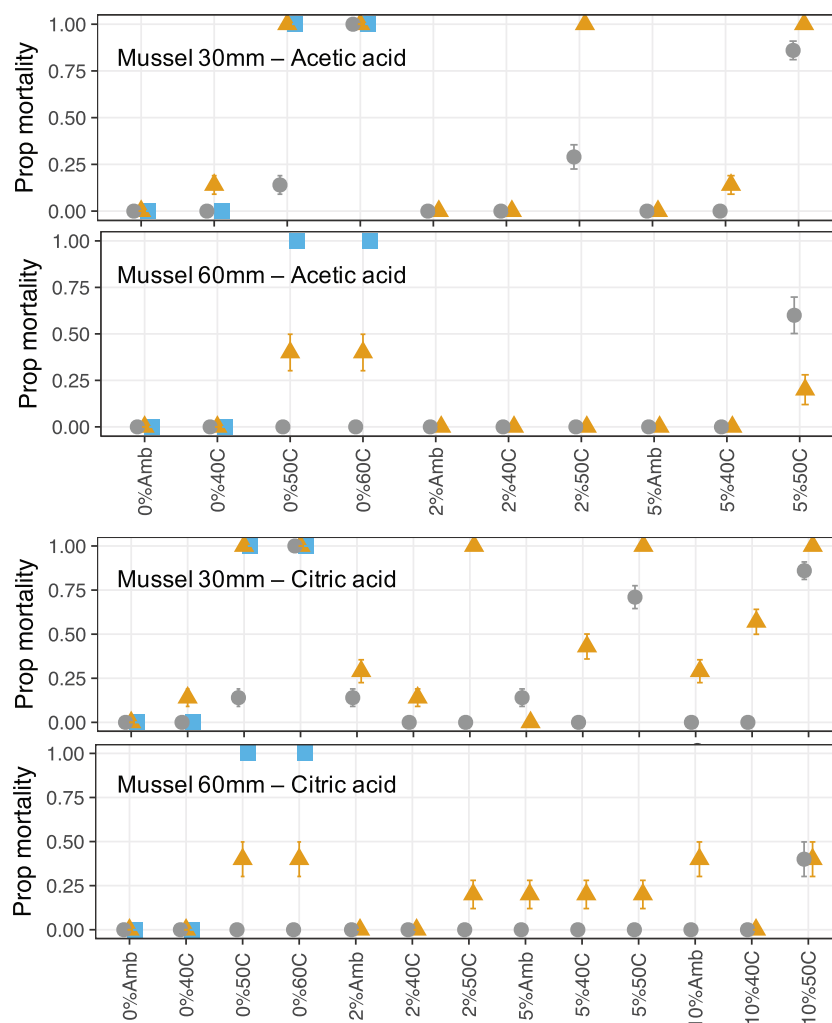 Prop mortality
1.00
0.75
0.50
0.25
0.00
Mussel 30mm – Acetic acid
Prop mortality
1.00
0.75
0.50
0.25
0.00
Mussel 60mm – Acetic acid
0%Amb
0%40C
0%50C
0%60C
2%Amb
2%40C
2%50C
5%Amb
5%40C
5%50C
Prop mortality
1.00
0.75
0.50
0.25
0.00
Mussel 30mm – Citric acid
Prop mortality
1.00
0.75
0.50
0.25
0.00
Mussel 60mm – Citric acid
0%Amb
0%40C
0%50C
0%60C
2%Amb
2%40C
2%50C
5%Amb
5%40C
5%50C
10%Amb
10%40C
10%50C